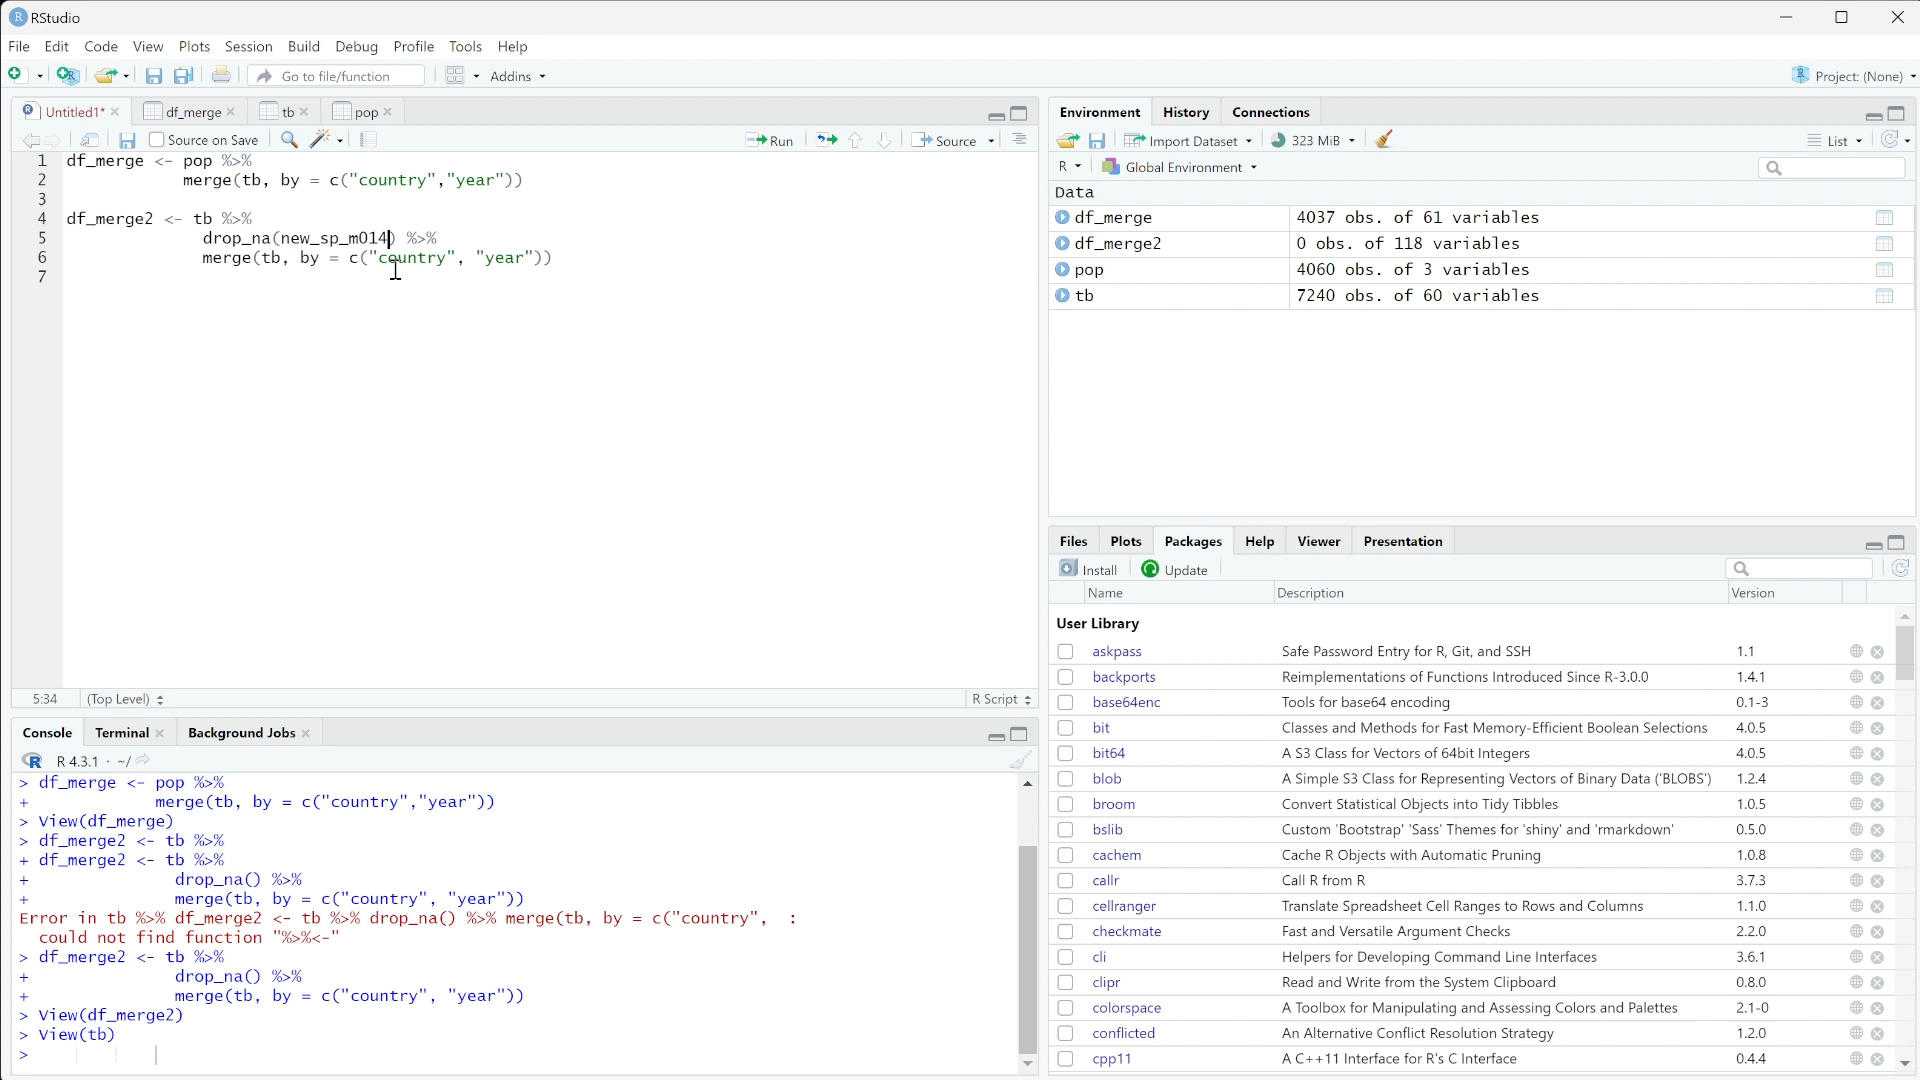 RStudio
File Edit Code View Plots Session Build Debug Profile Tools Help
Go to file/function Addins Project: (None)
Untitled1* df_merge tb pop
Source on Save Run Source
1 df_merge <- pop %>%
2 merge(tb, by = c("country","year"))
3
4 df_merge2 <- tb %>%
5 drop_na(new_sp_m014) %>%
6 merge(tb, by = c("country", "year"))
7
5:34 (Top Level) R Script
Console Terminal Background Jobs
R 4.3.1 · ~/
> df_merge <- pop %>%
+ merge(tb, by = c("country","year"))
> View(df_merge)
> df_merge2 <- tb %>%
+ df_merge2 <- tb %>%
+ drop_na() %>%
+ merge(tb, by = c("country", "year"))
Error in tb %>% df_merge2 <- tb %>% drop_na() %>% merge(tb, by = c("country", :
could not find function "%>%<-"
> df_merge2 <- tb %>%
+ drop_na() %>%
+ merge(tb, by = c("country", "year"))
> View(df_merge2)
> View(tb)
>
Environment History Connections
Import Dataset 323 MiB List
R Global Environment
Data
df_merge 4037 obs. of 61 variables
df_merge2 0 obs. of 118 variables
pop 4060 obs. of 3 variables
tb 7240 obs. of 60 variables
Files Plots Packages Help Viewer Presentation
Install Update
Name Description Version
User Library
askpass Safe Password Entry for R, Git, and SSH 1.1
backports Reimplementations of Functions Introduced Since R-3.0.0 1.4.1
base64enc Tools for base64 encoding 0.1-3
bit Classes and Methods for Fast Memory-Efficient Boolean Selections 4.0.5
bit64 A S3 Class for Vectors of 64bit Integers 4.0.5
blob A Simple S3 Class for Representing Vectors of Binary Data ('BLOBS') 1.2.4
broom Convert Statistical Objects into Tidy Tibbles 1.0.5
bslib Custom 'Bootstrap' 'Sass' Themes for 'shiny' and 'rmarkdown' 0.5.0
cachem Cache R Objects with Automatic Pruning 1.0.8
callr Call R from R 3.7.3
cellranger Translate Spreadsheet Cell Ranges to Rows and Columns 1.1.0
checkmate Fast and Versatile Argument Checks 2.2.0
cli Helpers for Developing Command Line Interfaces 3.6.1
clipr Read and Write from the System Clipboard 0.8.0
colorspace A Toolbox for Manipulating and Assessing Colors and Palettes 2.1-0
conflicted An Alternative Conflict Resolution Strategy 1.2.0
cpp11 A C++11 Interface for R's C Interface 0.4.4